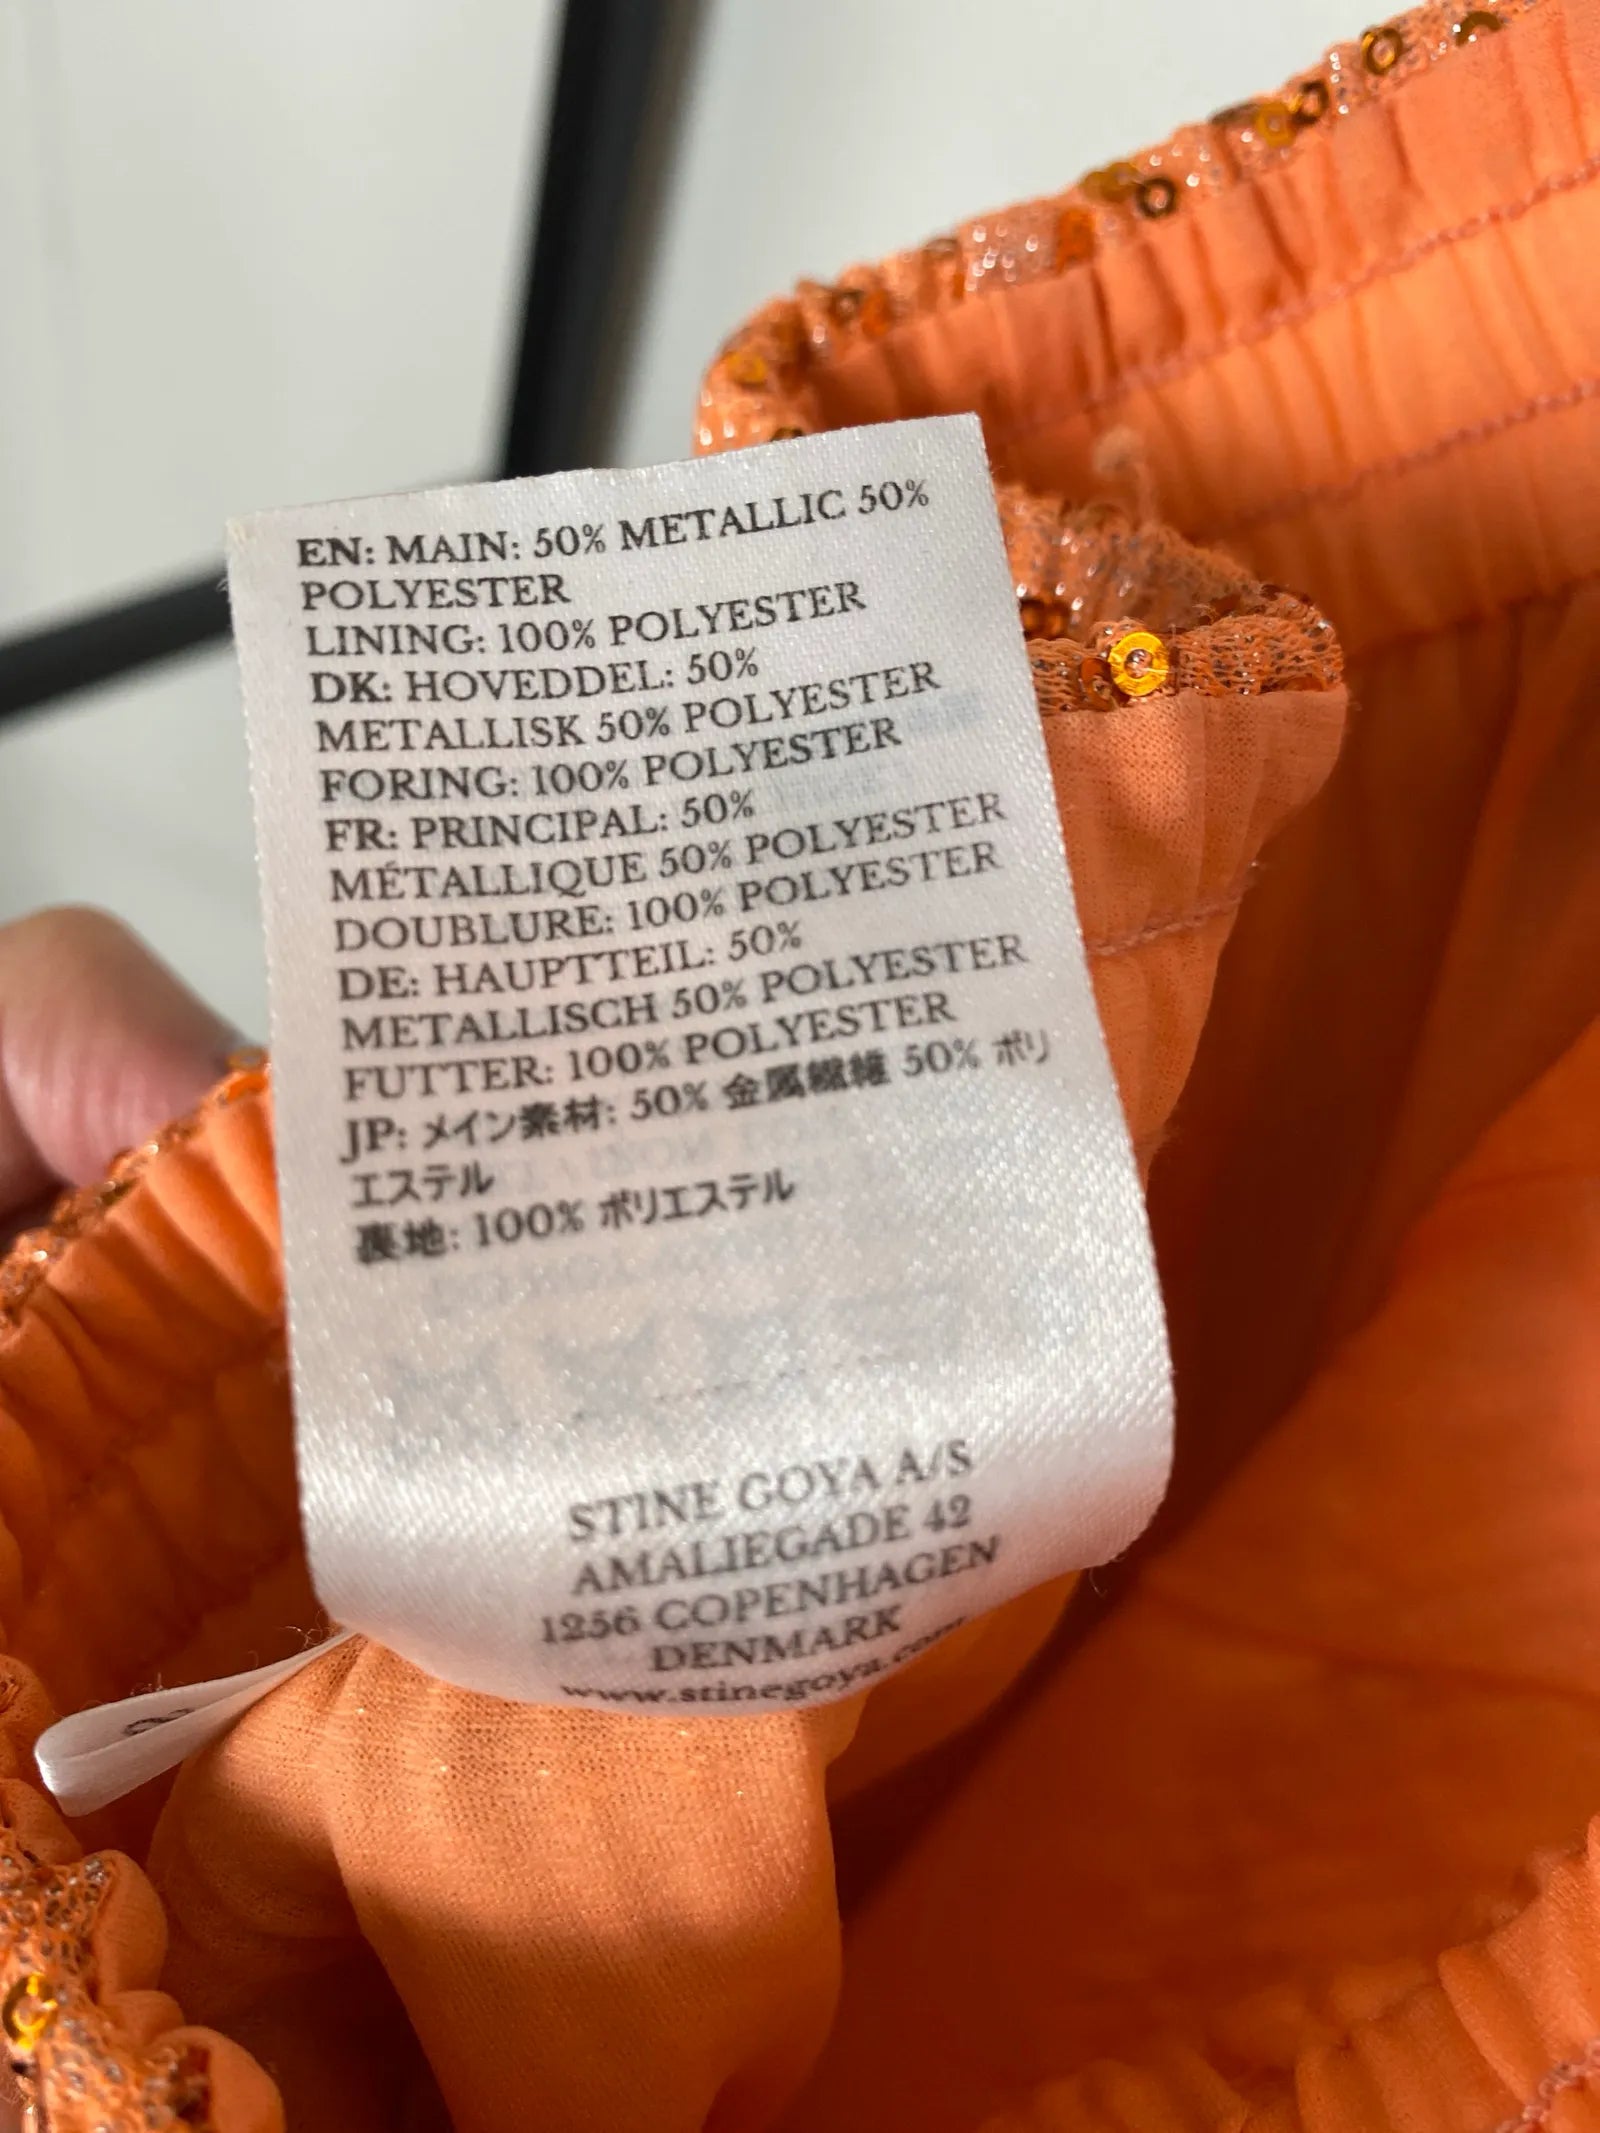 EN: MAIN: 50% METALLIC 50%
POLYESTER
LINING: 100% POLYESTER
DK: HOVEDDEL: 50%
METALLISK 50% POLYESTER
FORING: 100% POLYESTER
FR: PRINCIPAL: 50%
MÉTALLIQUE 50% POLYESTER
DOUBLURE: 100% POLYESTER
DE: HAUPTTEIL: 50%
METALLISCH 50% POLYESTER
FUTTER: 100% POLYESTER
JP: メイン素材: 50% 金属繊維 50% ポリ
エステル
裏地: 100% ポリエステル
STINE GOYA A/S
AMALIEGADE 42
1256 COPENHAGEN
DENMARK
www.stinegoya.com